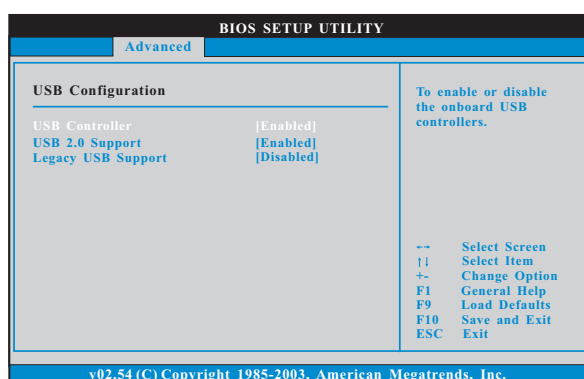 BIOS SETUP UTILITY
Advanced
USB Configuration
USB Controller [Enabled]
USB 2.0 Support [Enabled]
Legacy USB Support [Disabled]
To enable or disable
the onboard USB
controllers.
←→ Select Screen
↑↓ Select Item
+- Change Option
F1 General Help
F9 Load Defaults
F10 Save and Exit
ESC Exit
v02.54 (C) Copyright 1985-2003, American Megatrends, Inc.